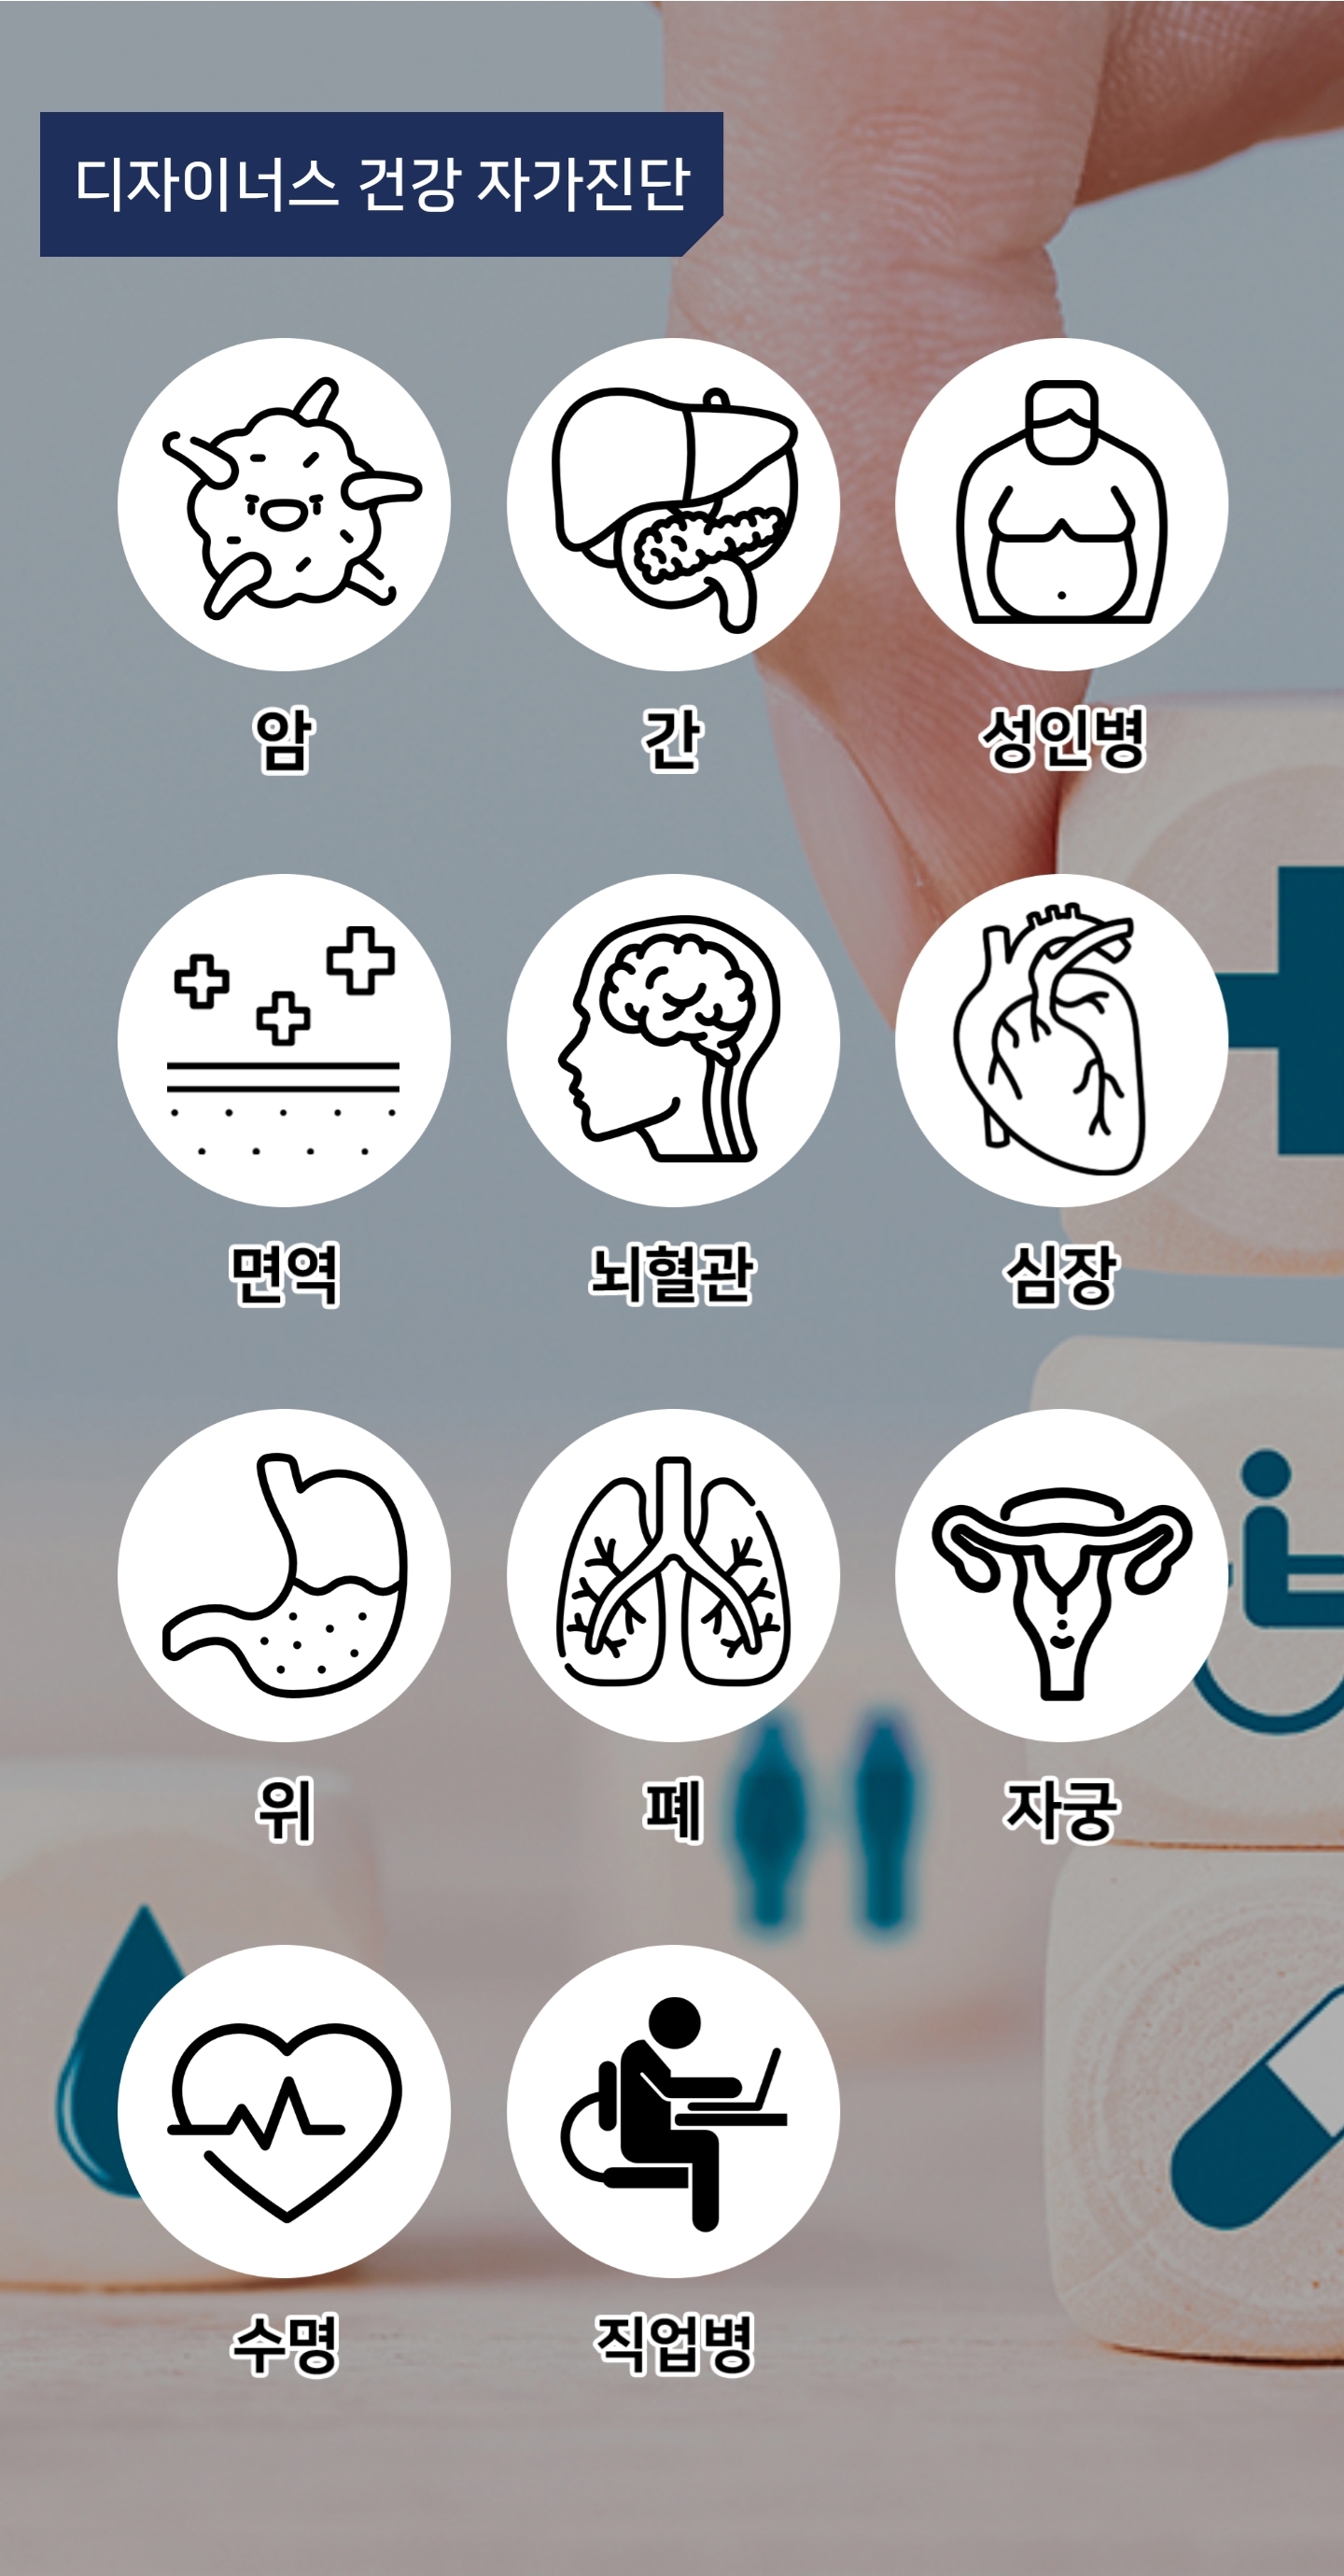 디자이너스 건강 자가진단
암 간 성인병
면역 뇌혈관 심장
위 폐 자궁
수명 직업병